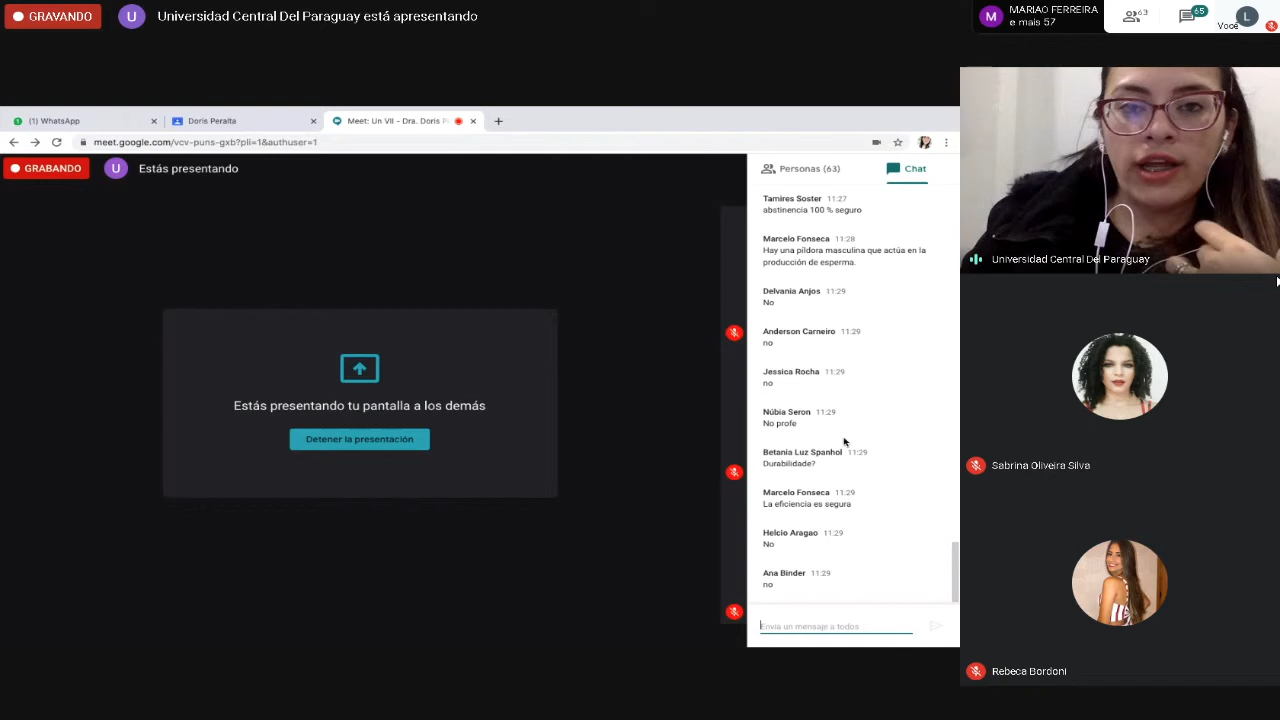 GRAVANDO
U
Universidad Central Del Paraguay está apresentando
M
MARIAO FERREIRA
e mais 57
63
65
L
Você
(1) WhatsApp
Doris Peralta
Meet: Un VII - Dra. Doris P
meet.google.com/vcv-puns-gxb?pli=1&authuser=1
GRABANDO
U
Estás presentando
Personas (63)
Chat
Tamires Soster 11:27
abstinencia 100 % seguro
Marcelo Fonseca 11:28
Hay una píldora masculina que actúa en la
producción de esperma.
Delvania Anjos 11:29
No
Anderson Carneiro 11:29
no
Jessica Rocha 11:29
no
Núbia Seron 11:29
No profe
Betania Luz Spanhol 11:29
Durabilidade?
Marcelo Fonseca 11:29
La eficiencia es segura
Helcio Aragao 11:29
No
Ana Binder 11:29
no
Envía un mensaje a todos
Estás presentando tu pantalla a los demás
Detener la presentación
Universidad Central Del Paraguay
Sabrina Oliveira Silva
Rebeca Bordoni